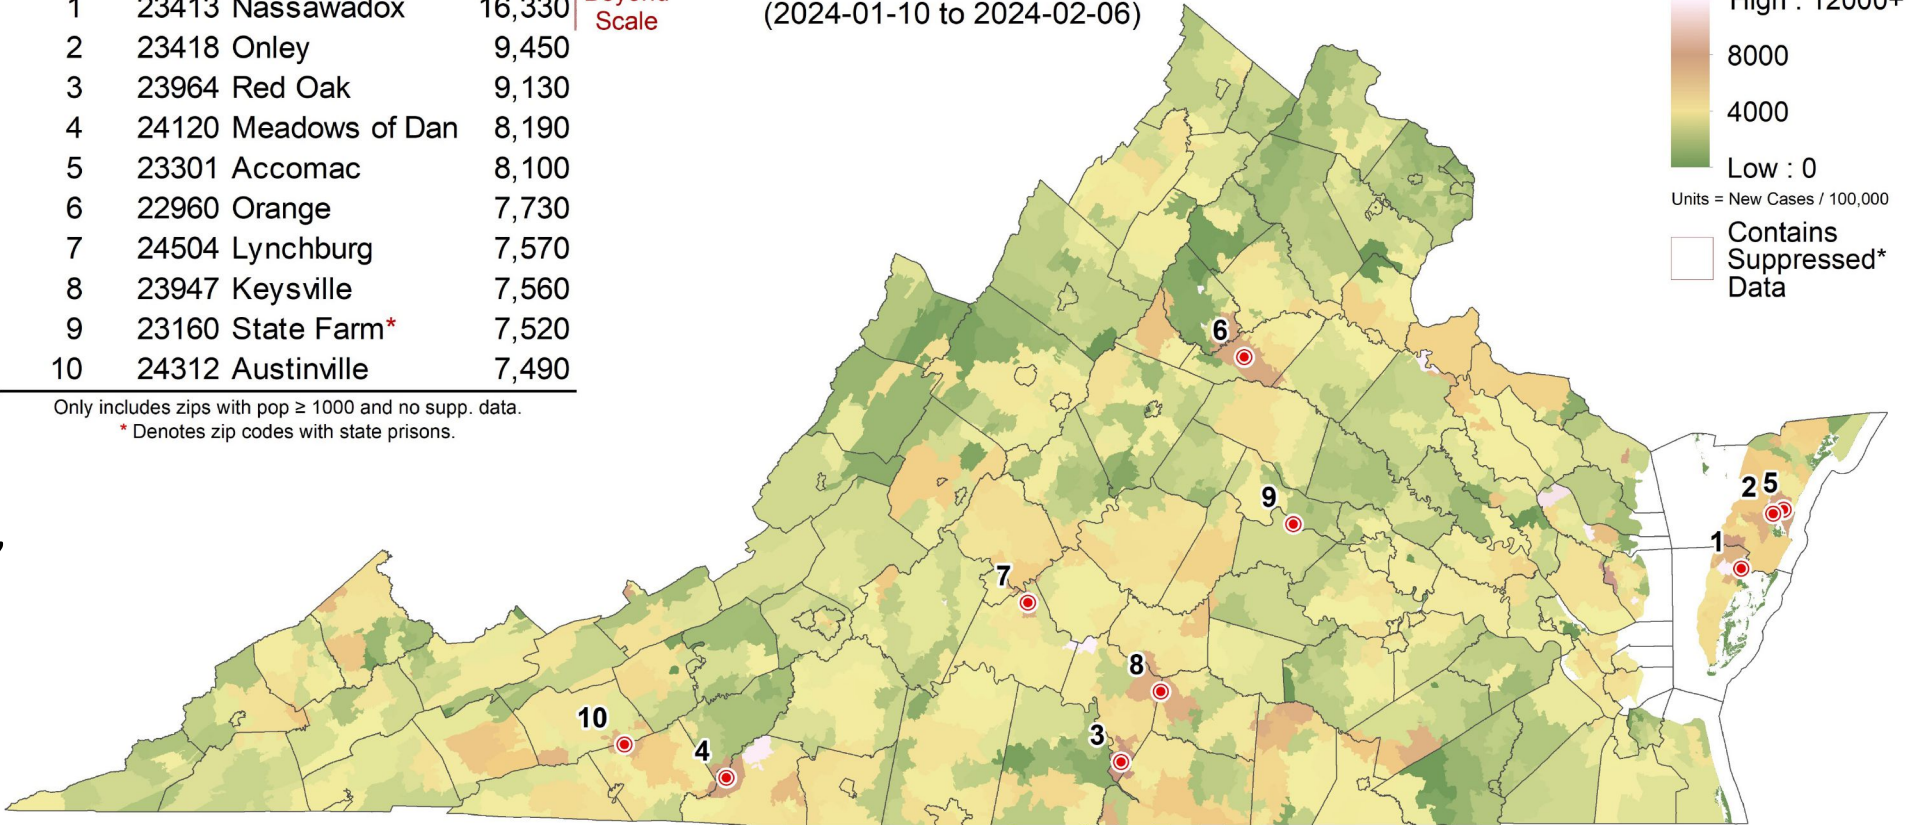 1 23413 Nassawadox 16,330
Beyond
Scale
2 23418 Onley 9,450
3 23964 Red Oak 9,130
4 24120 Meadows of Dan 8,190
5 23301 Accomac 8,100
6 22960 Orange 7,730
7 24504 Lynchburg 7,570
8 23947 Keysville 7,560
9 23160 State Farm* 7,520
10 24312 Austinville 7,490
Only includes zips with pop ≥ 1000 and no supp. data.
* Denotes zip codes with state prisons.
(2024-01-10 to 2024-02-06)
High : 12000+
8000
4000
Low : 0
Units = New Cases / 100,000
Contains
Suppressed*
Data
6
9
2 5
1
7
8
10
4
3